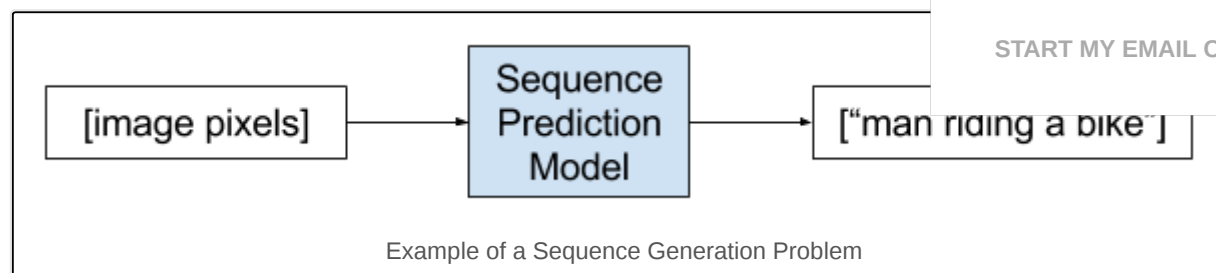 START MY EMAIL
[image pixels]
Sequence
Prediction
Model
["man riding a bike"]
Example of a Sequence Generation Problem